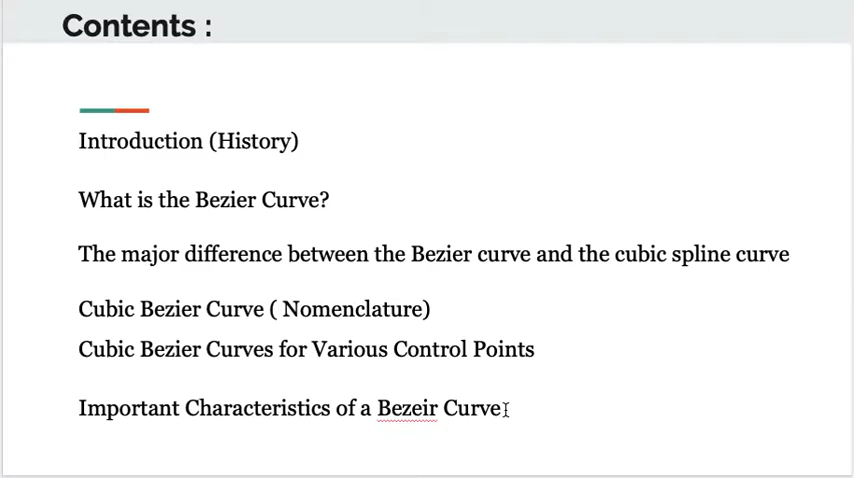 Contents :
Introduction (History)
What is the Bezier Curve?
The major difference between the Bezier curve and the cubic spline curve
Cubic Bezier Curve ( Nomenclature)
Cubic Bezier Curves for Various Control Points
Important Characteristics of a Bezeir Curve